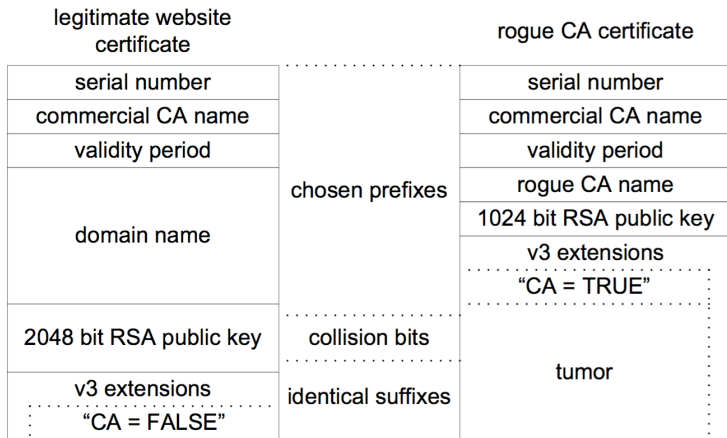 legitimate website
certificate
serial number
commercial CA name
validity period
domain name
2048 bit RSA public key
v3 extensions
“CA = FALSE”
chosen prefixes
collision bits
identical suffixes
rogue CA certificate
serial number
commercial CA name
validity period
rogue CA name
1024 bit RSA public key
v3 extensions
“CA = TRUE”
tumor